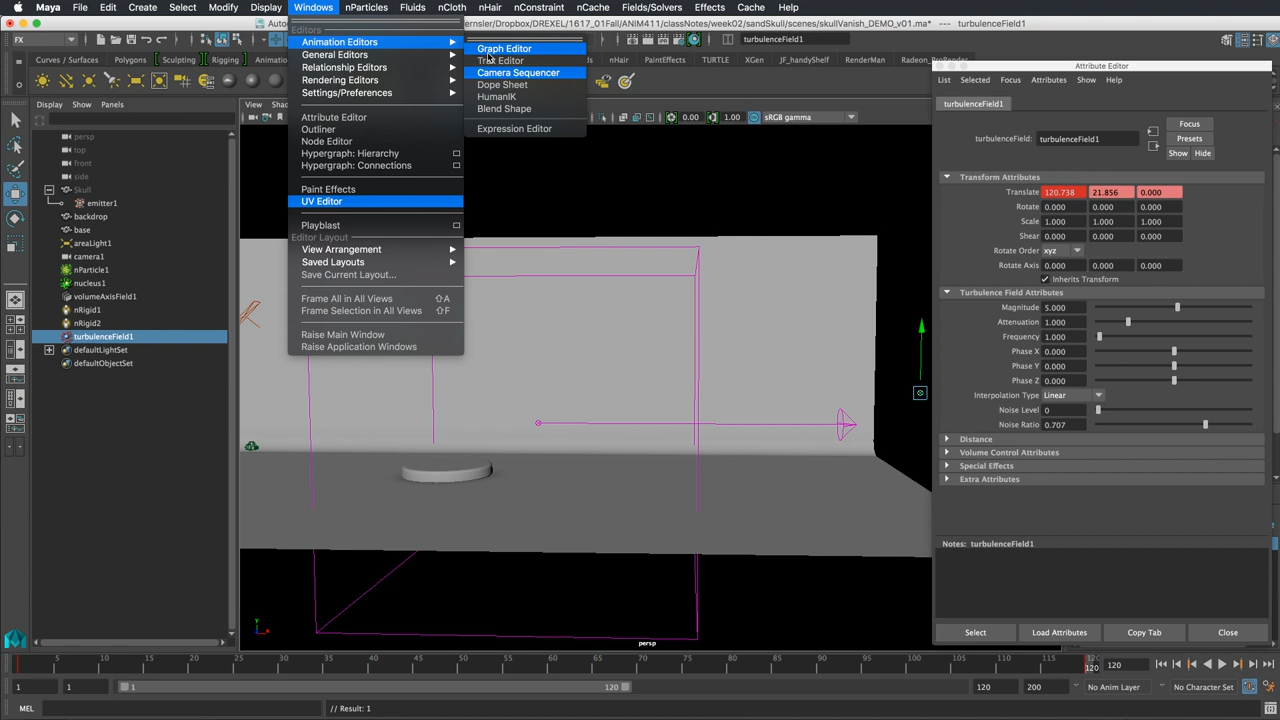 Maya File Edit Create Select Modify Display Windows nParticles Fluids nCloth nHair nConstraint nCache Fields/Solvers Effects Cache Help
Auto ernsler/Dropbox/DREXEL/1617_01Fall/ANIM411/classNotes/week02/sandSkull/scenes/skullVanish_DEMO_v01.ma* --- turbulenceField1
FX turbulenceField1
Curves / Surfaces Polygons Sculpting Rigging nHair PaintEffects TURTLE XGen JF_handyShelf RenderMan Radeon_ProRender
Display Show Panels View Sha 0.00 1.00 sRGB gamma
persp
top
front
side
Skull
emitter1
backdrop
base
areaLight1
camera1
nParticle1
nucleus1
volumeAxisField1
nRigid1
nRigid2
turbulenceField1
defaultLightSet
defaultObjectSet
Editors
Animation Editors
General Editors
Relationship Editors
Rendering Editors
Settings/Preferences
Attribute Editor
Outliner
Node Editor
Hypergraph: Hierarchy
Hypergraph: Connections
Paint Effects
UV Editor
Playblast
Editor Layout
View Arrangement
Saved Layouts
Save Current Layout...
Frame All in All Views ⇧A
Frame Selection in All Views ⇧F
Raise Main Window
Raise Application Windows
Graph Editor
Trax Editor
Camera Sequencer
Dope Sheet
HumanIK
Blend Shape
Expression Editor
persp
Attribute Editor
List Selected Focus Attributes Show Help
turbulenceField1
turbulenceField: turbulenceField1
Focus
Presets
Show Hide
Transform Attributes
Translate 120.738 21.856 0.000
Rotate 0.000 0.000 0.000
Scale 1.000 1.000 1.000
Shear 0.000 0.000 0.000
Rotate Order xyz
Rotate Axis 0.000 0.000 0.000
Inherits Transform
Turbulence Field Attributes
Magnitude 5.000
Attenuation 1.000
Frequency 1.000
Phase X 0.000
Phase Y 0.000
Phase Z 0.000
Interpolation Type Linear
Noise Level 0
Noise Ratio 0.707
Distance
Volume Control Attributes
Special Effects
Extra Attributes
Notes: turbulenceField1
Select Load Attributes Copy Tab Close
5 10 15 20 25 30 35 40 45 50 55 60 65 70 75 80 85 90 95 100 105 110 115 120 120
1 1 1 120 120 200 No Anim Layer No Character Set
MEL // Result: 1